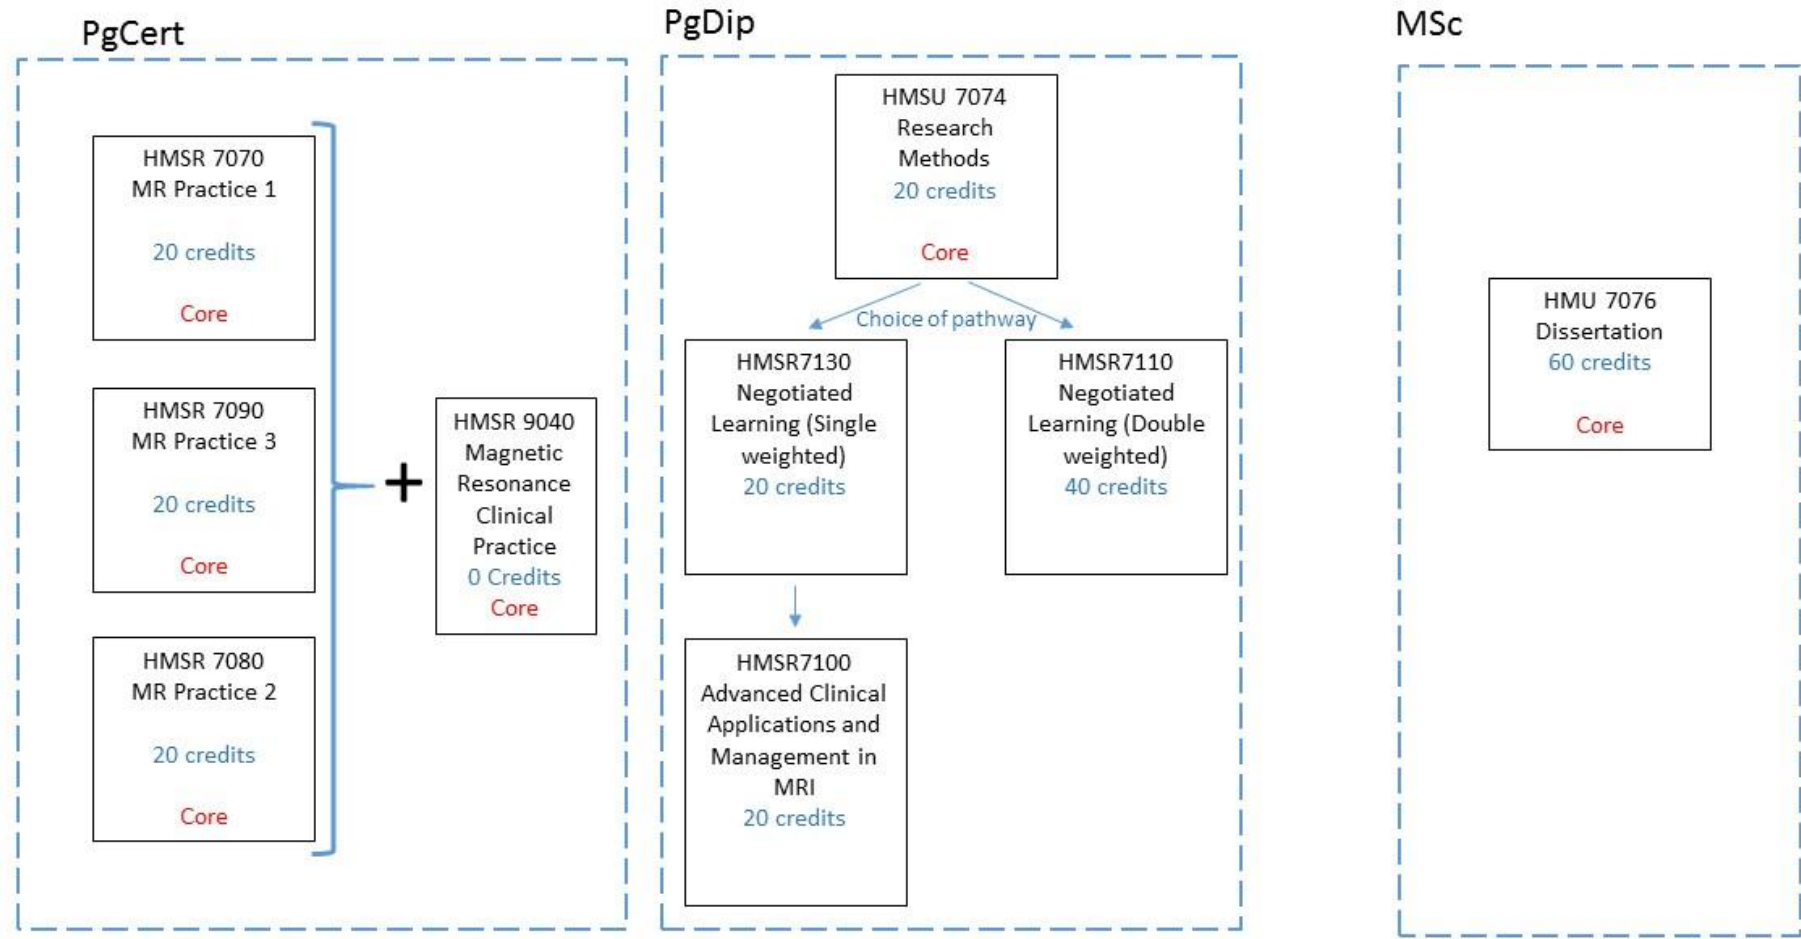 PgCert
HMSR 7070
MR Practice 1
20 credits
Core
HMSR 7090
MR Practice 3
20 credits
Core
HMSR 7080
MR Practice 2
20 credits
Core
+
HMSR 9040
Magnetic
Resonance
Clinical
Practice
0 Credits
Core
PgDip
HMSU 7074
Research
Methods
20 credits
Core
Choice of pathway
HMSR7130
Negotiated
Learning (Single
weighted)
20 credits
HMSR7110
Negotiated
Learning (Double
weighted)
40 credits
HMSR7100
Advanced Clinical
Applications and
Management in
MRI
20 credits
MSc
HMU 7076
Dissertation
60 credits
Core